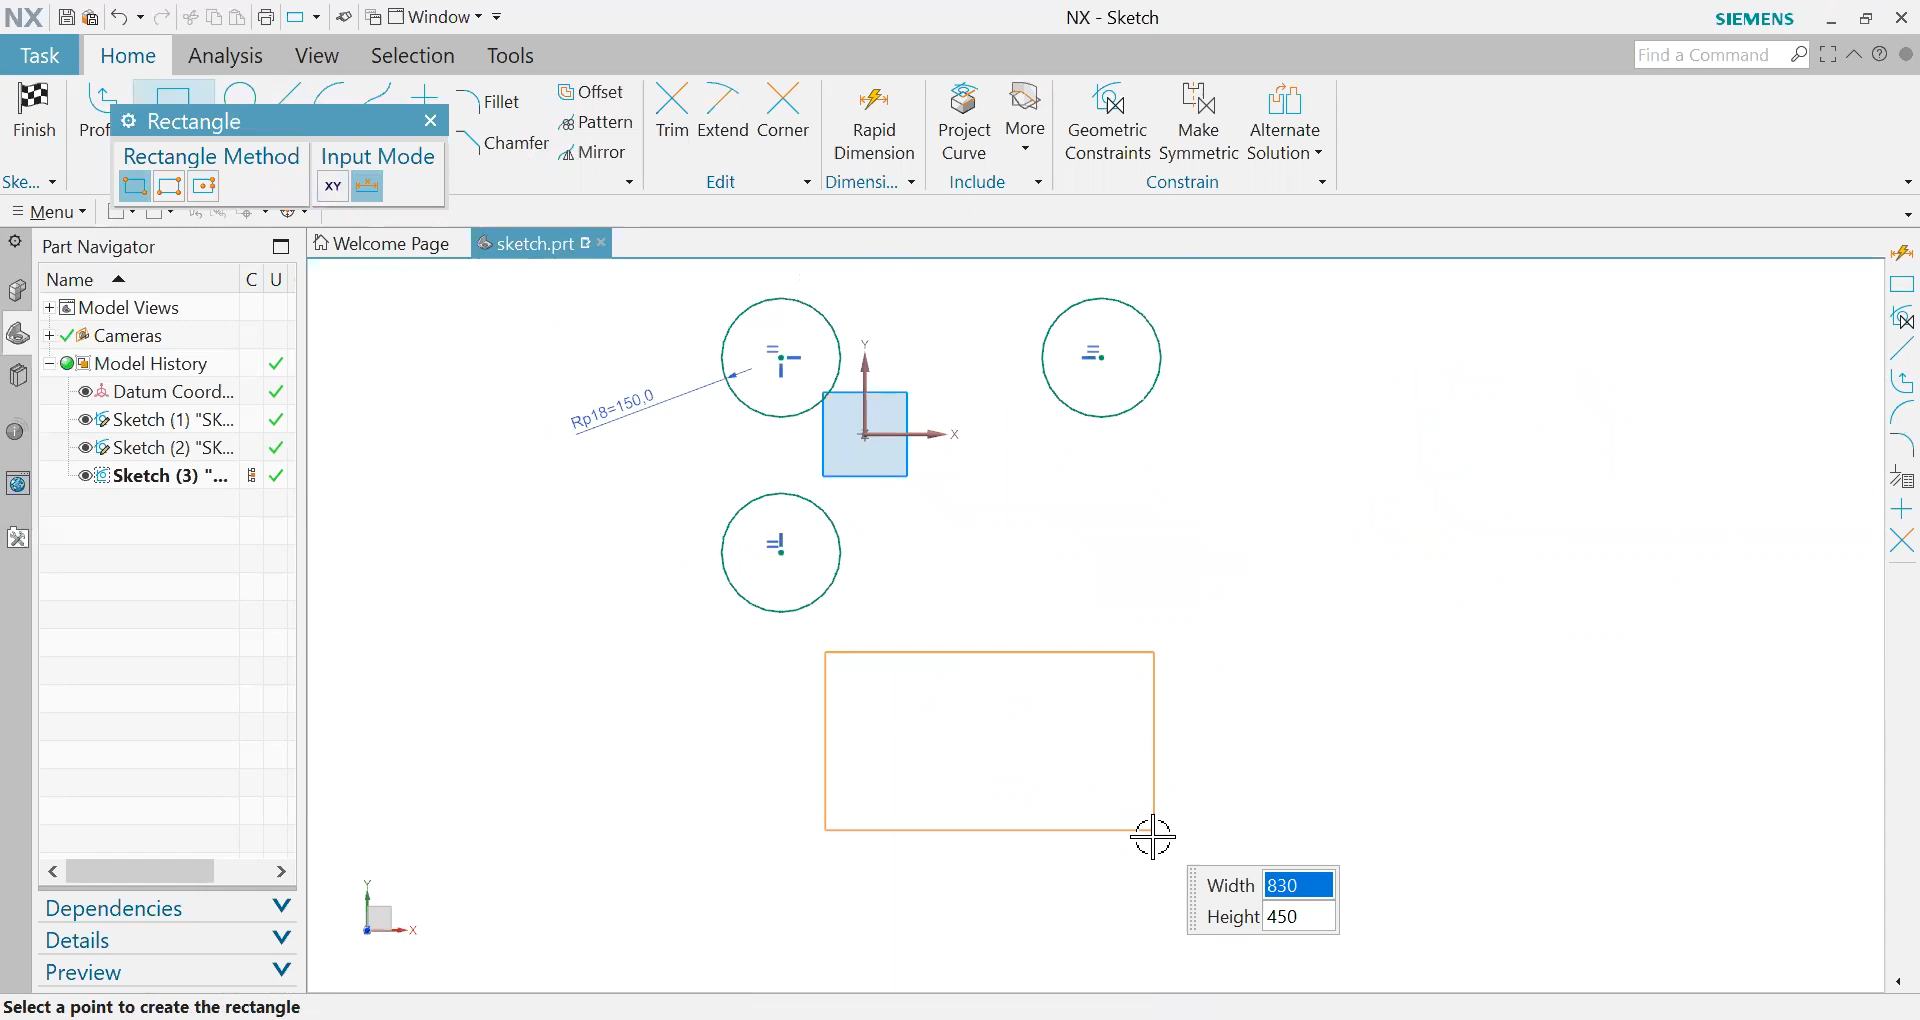 NX
Window
NX - Sketch
SIEMENS
Task
Home
Analysis
View
Selection
Tools
Find a Command
Finish
Prof
Fillet
Chamfer
Offset
Pattern
Mirror
Trim
Extend
Corner
Rapid
Dimension
Project
Curve
More
Geometric
Constraints
Make
Symmetric
Alternate
Solution
Ske...
Edit
Dimensi...
Include
Constrain
Rectangle
Rectangle Method
Input Mode
XY
Menu
Part Navigator
Name
C
U
Model Views
Cameras
Model History
Datum Coord...
Sketch (1) "SK...
Sketch (2) "SK...
Sketch (3) "...
Dependencies
Details
Preview
Welcome Page
sketch.prt
Rp18=150,0
Y
X
Y
X
Width 830
Height 450
Select a point to create the rectangle